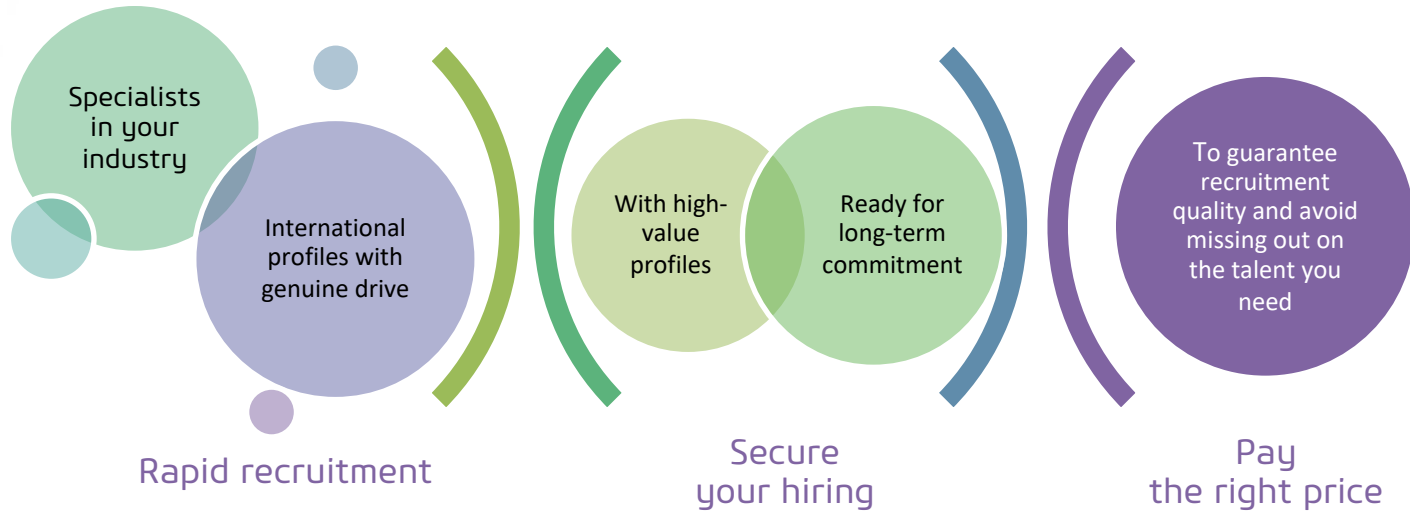 Specialists
in your
industry
International
profiles with
genuine drive
Rapid recruitment
With high-
value
profiles
Ready for
long-term
commitment
Secure
your hiring
To guarantee
recruitment
quality and avoid
missing out on
the talent you
need
Pay
the right price